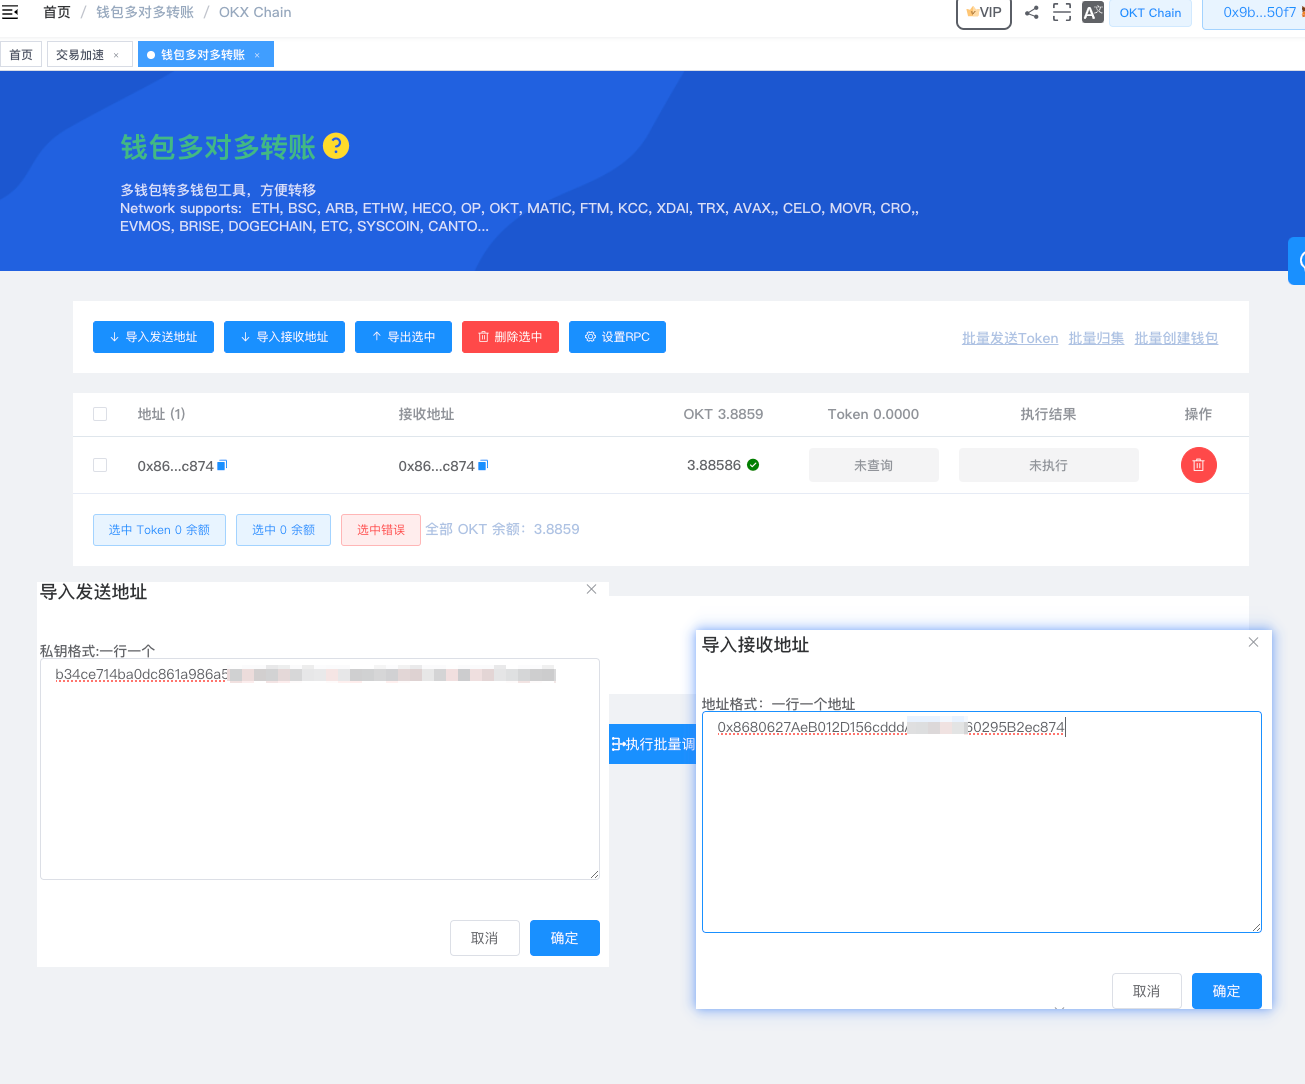 首页 / 钱包多对多转账 / OKX Chain
VIP
OKT Chain
0x9b...50f7
首页
交易加速 ×
钱包多对多转账 ×
钱包多对多转账 ?
多钱包转多钱包工具，方便转移
Network supports: ETH, BSC, ARB, ETHW, HECO, OP, OKT, MATIC, FTM, KCC, XDAI, TRX, AVAX,, CELO, MOVR, CRO,,
EVMOS, BRISE, DOGECHAIN, ETC, SYSCOIN, CANTO...
导入发送地址
导入接收地址
导出选中
删除选中
设置RPC
批量发送Token 批量归集 批量创建钱包
地址 (1) 接收地址 OKT 3.8859 Token 0.0000 执行结果 操作
0x86...c874 0x86...c874 3.88586 未查询 未执行
选中 Token 0 余额
选中 0 余额
选中错误
全部 OKT 余额：3.8859
导入发送地址
私钥格式:一行一个
b34ce714ba0dc861a986a5
取消
确定
执行批量调
导入接收地址
地址格式：一行一个地址
0x8680627AeB012D156cddd 60295B2ec874
取消
确定